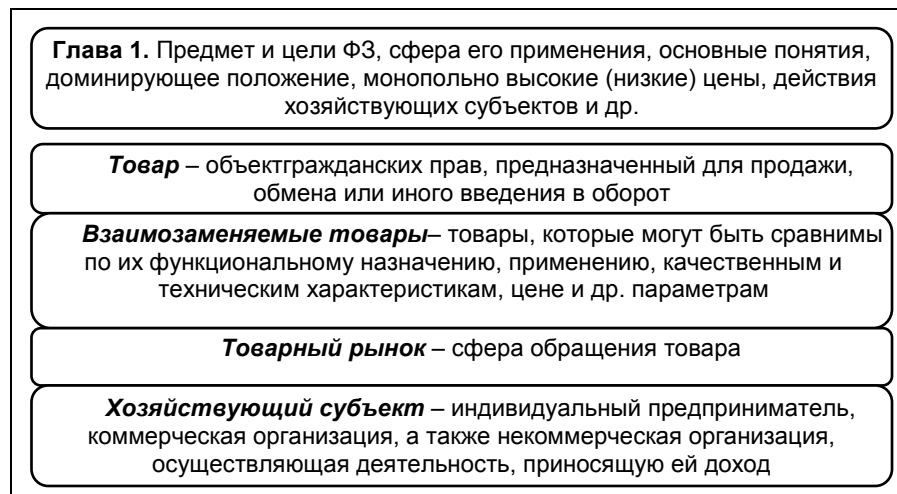 Глава 1. Предмет и цели ФЗ, сфера его применения, основные понятия,
доминирующее положение, монопольно высокие (низкие) цены, действия
хозяйствующих субъектов и др.
Товар – объектгражданских прав, предназначенный для продажи,
обмена или иного введения в оборот
Взаимозаменяемые товары– товары, которые могут быть сравнимы
по их функциональному назначению, применению, качественным и
техническим характеристикам, цене и др. параметрам
Товарный рынок – сфера обращения товара
Хозяйствующий субъект – индивидуальный предприниматель,
коммерческая организация, а также некоммерческая организация,
осуществляющая деятельность, приносящую ей доход